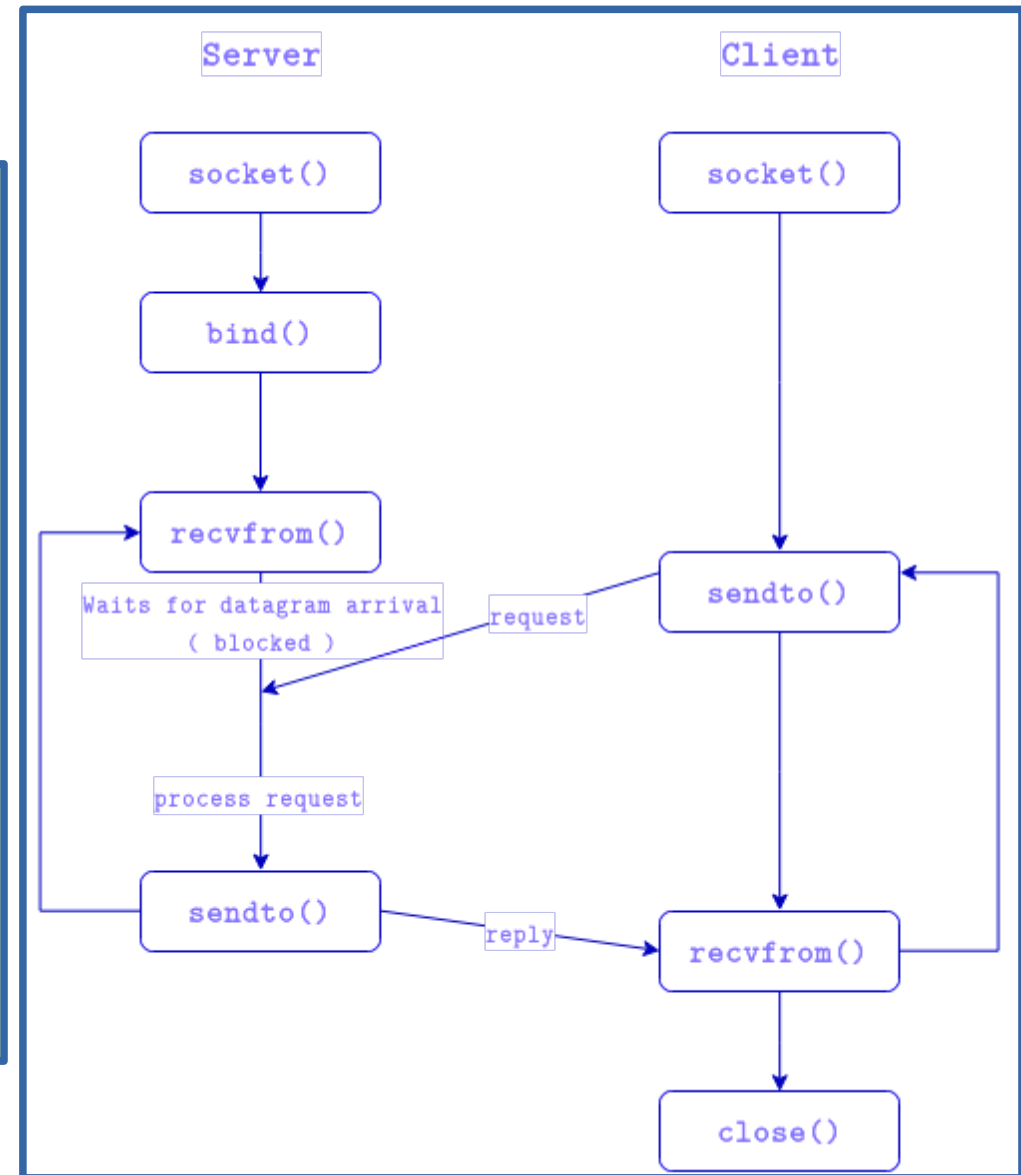 Server
Client
socket()
socket()
bind()
recvfrom()
Waits for datagram arrival
( blocked )
request
sendto()
process request
sendto()
reply
recvfrom()
close()